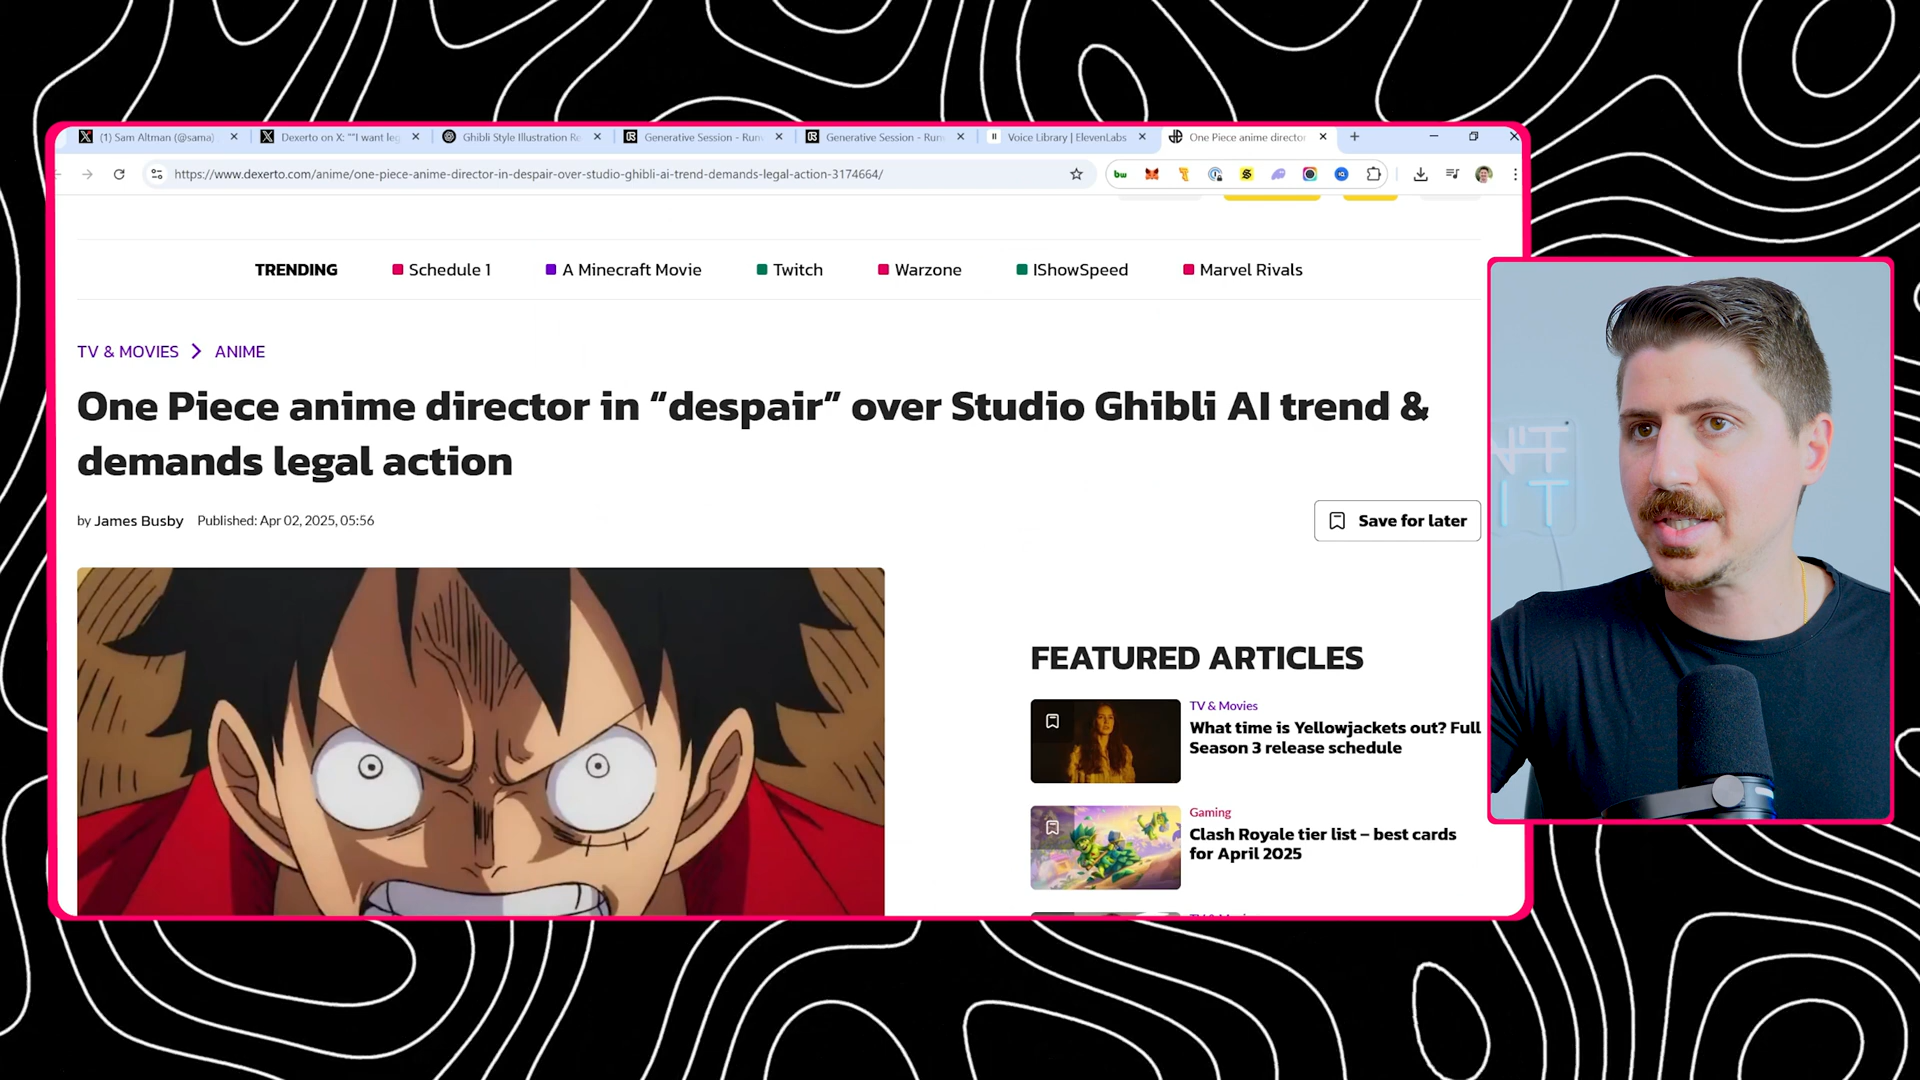 (1) Sam Altman (@sama)
Dexerto on X: ""I want leg
Ghibli Style Illustration Re
Generative Session - Run
Generative Session - Run
Voice Library | ElevenLabs
One Piece anime director
https://www.dexerto.com/anime/one-piece-anime-director-in-despair-over-studio-ghibli-ai-trend-demands-legal-action-3174664/
bw
TRENDING
Schedule 1
A Minecraft Movie
Twitch
Warzone
IShowSpeed
Marvel Rivals
TV & MOVIES
ANIME
One Piece anime director in “despair” over Studio Ghibli AI trend &
demands legal action
by James Busby
Published: Apr 02, 2025, 05:56
Save for later
FEATURED ARTICLES
TV & Movies
What time is Yellowjackets out? Full
Season 3 release schedule
Gaming
Clash Royale tier list – best cards
for April 2025